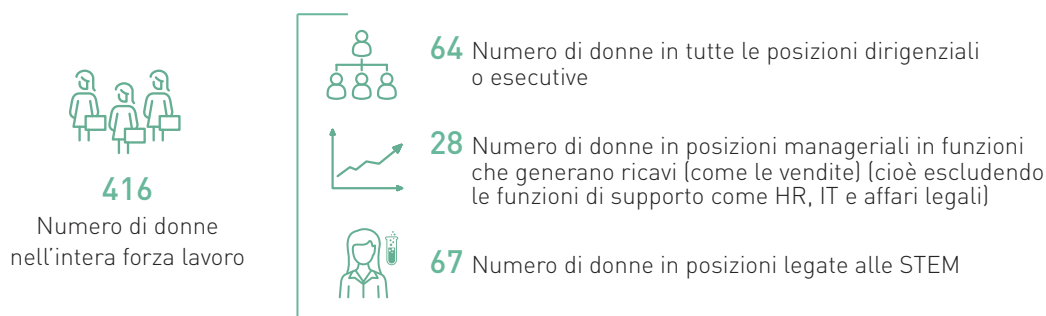 416
Numero di donne
nell'intera forza lavoro
64 Numero di donne in tutte le posizioni dirigenziali
o esecutive
28 Numero di donne in posizioni manageriali in funzioni
che generano ricavi (come le vendite) (cioè escludendo
le funzioni di supporto come HR, IT e affari legali)
67 Numero di donne in posizioni legate alle STEM